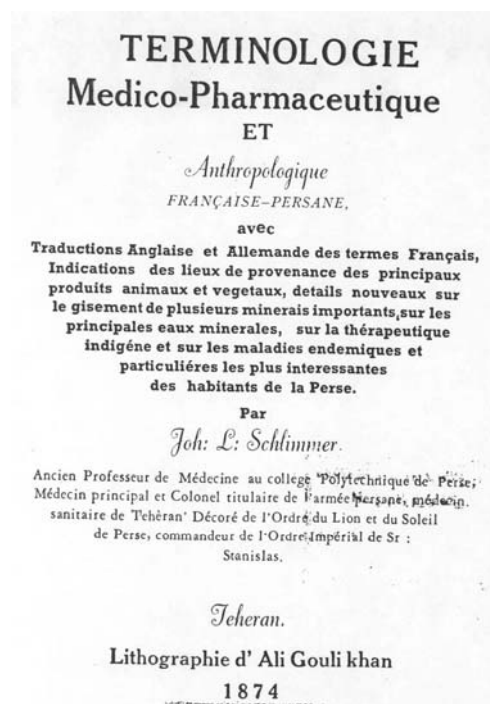 TERMINOLOGIE
Medico-Pharmaceutique
ET
Anthropologique
FRANÇAISE-PERSANE,
avec
Traductions Anglaise et Allemande des termes Français,
Indications des lieux de provenance des principaux
produits animaux et vegetaux, details nouveaux sur
le gisement de plusieurs minerais importants, sur les
principales eaux minerales, sur la thérapeutique
indigéne et sur les maladies endemiques et
particuliéres les plus interessantes
des habitants de la Perse.
Par
Joh: L: Schlimmer.
Ancien Professeur de Médecine au college Polytechnique de Perse,
Médecin principal et Colonel titulaire de l'armée Persane, médecin.
sanitaire de Tehèran' Décoré de l'Ordre du Lion et du Soleil
de Perse, commandeur de l'Ordre Impérial de Sr :
Stanislas.
Teheran.
Lithographie d' Ali Gouli khan
1874